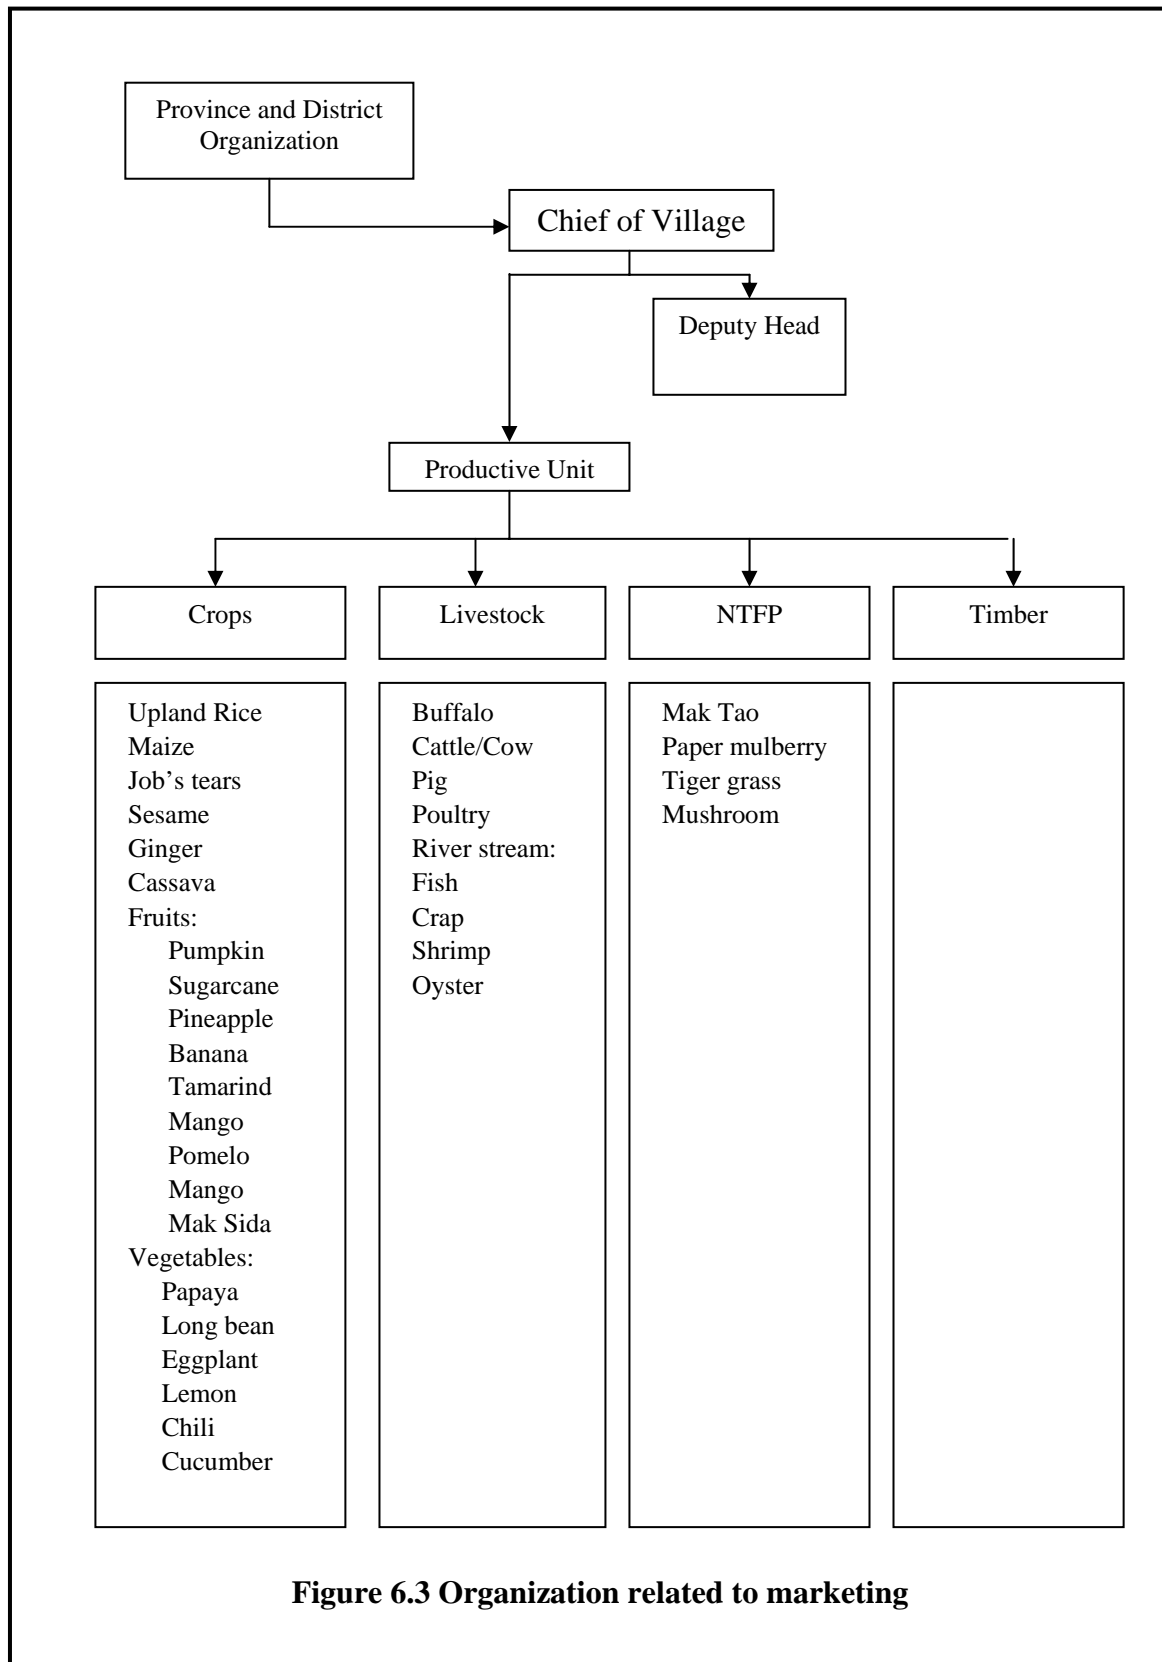 Province and District
Organization
Chief of Village
Deputy Head
Productive Unit
Crops
Livestock
NTFP
Timber
Upland Rice
Maize
Job’s tears
Sesame
Ginger
Cassava
Fruits:
Pumpkin
Sugarcane
Pineapple
Banana
Tamarind
Mango
Pomelo
Mango
Mak Sida
Vegetables:
Papaya
Long bean
Eggplant
Lemon
Chili
Cucumber
Buffalo
Cattle/Cow
Pig
Poultry
River stream:
Fish
Crap
Shrimp
Oyster
Mak Tao
Paper mulberry
Tiger grass
Mushroom
Figure 6.3 Organization related to marketing